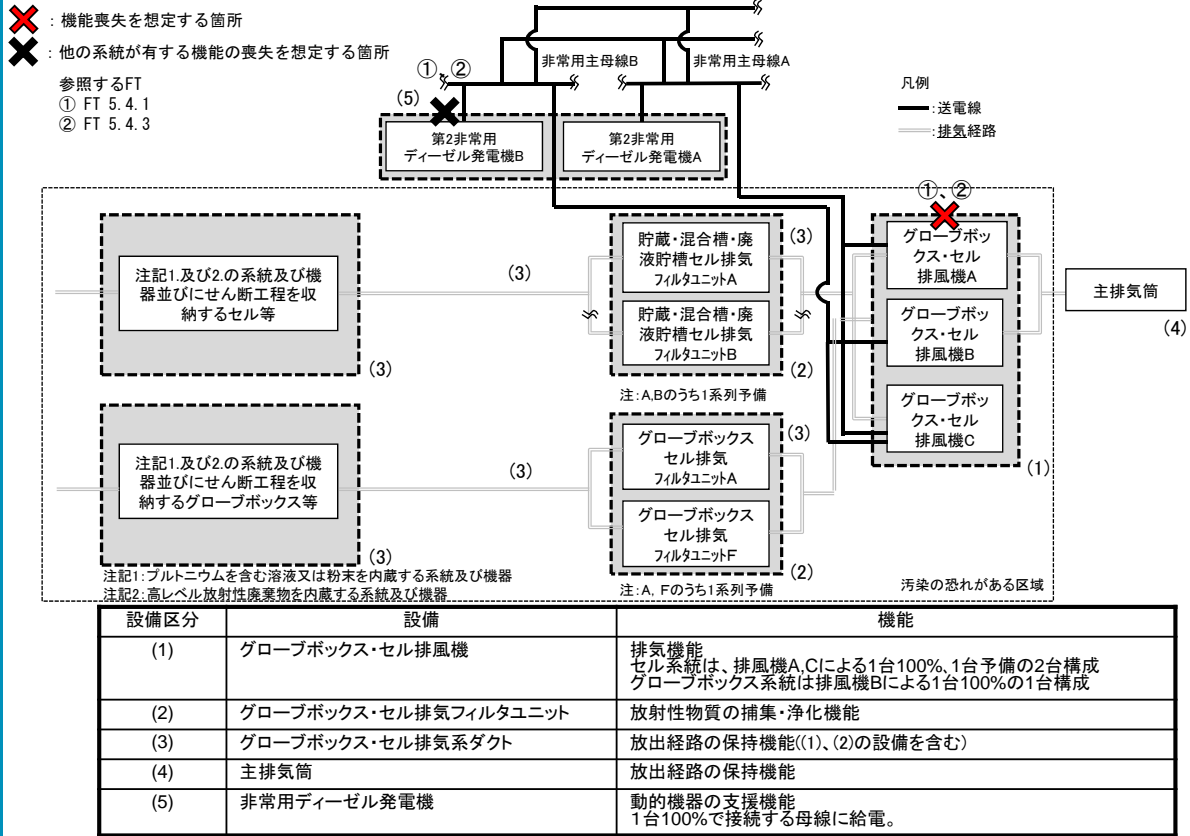 ：機能喪失を想定する箇所
：他の系統が有する機能の喪失を想定する箇所
参照するFT
① FT 5.4.1
② FT 5.4.3
①、②
(5)
非常用主母線B
非常用主母線A
第2非常用
ディーゼル発電機B
第2非常用
ディーゼル発電機A
凡例
:送電線
:排気経路
注記1.及び2.の系統及び機
器並びにせん断工程を収
納するセル等
(3)
(3)
貯蔵・混合槽・廃
液貯槽セル排気
フィルタユニットA
(3)
貯蔵・混合槽・廃
液貯槽セル排気
フィルタユニットB
(2)
注:A,Bのうち1系列予備
①、②
グローブボッ
クス・セル
排風機A
グローブボッ
クス・セル
排風機B
グローブボッ
クス・セル
排風機C
(1)
主排気筒
(4)
注記1.及び2.の系統及び機
器並びにせん断工程を収
納するグローブボックス等
(3)
(3)
グローブボックス
セル排気
フィルタユニットA
(3)
グローブボックス
セル排気
フィルタユニットF
(2)
注:A, Fのうち1系列予備
注記1:プルトニウムを含む溶液又は粉末を内蔵する系統及び機器
注記2:高レベル放射性廃棄物を内蔵する系統及び機器
汚染の恐れがある区域
設備区分 設備 機能
(1) グローブボックス・セル排風機 排気機能
セル系統は、排風機A,Cによる1台100%、1台予備の2台構成
グローブボックス系統は排風機Bによる1台100%の1台構成
(2) グローブボックス・セル排気フィルタユニット 放射性物質の捕集・浄化機能
(3) グローブボックス・セル排気系ダクト 放出経路の保持機能((1)、(2)の設備を含む)
(4) 主排気筒 放出経路の保持機能
(5) 非常用ディーゼル発電機 動的機器の支援機能
1台100%で接続する母線に給電。